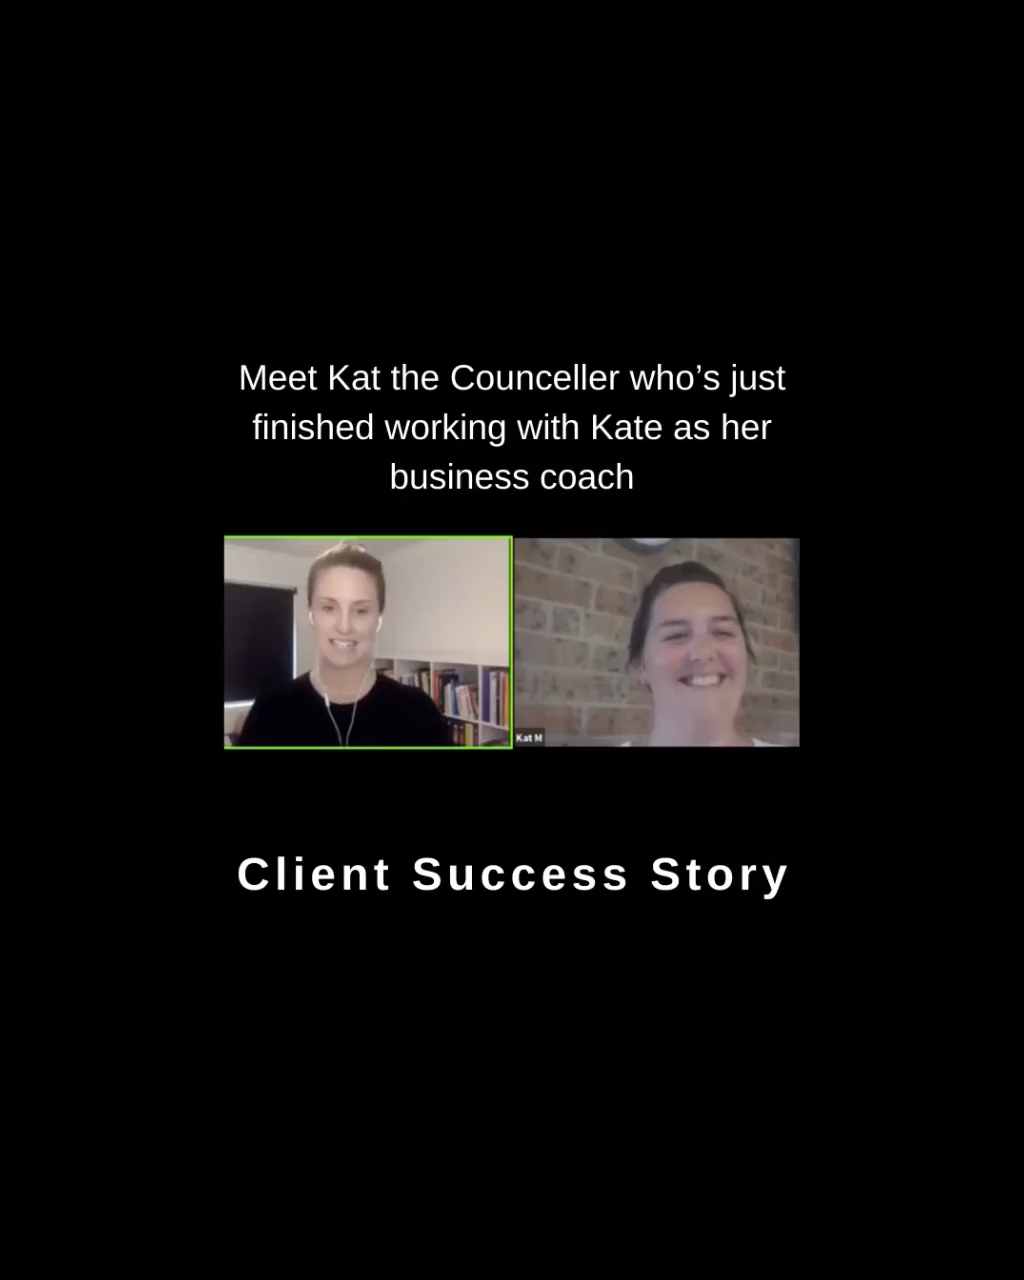 Meet Kat the Counceller who’s just
finished working with Kate as her
business coach
Kat M
Client Success Story